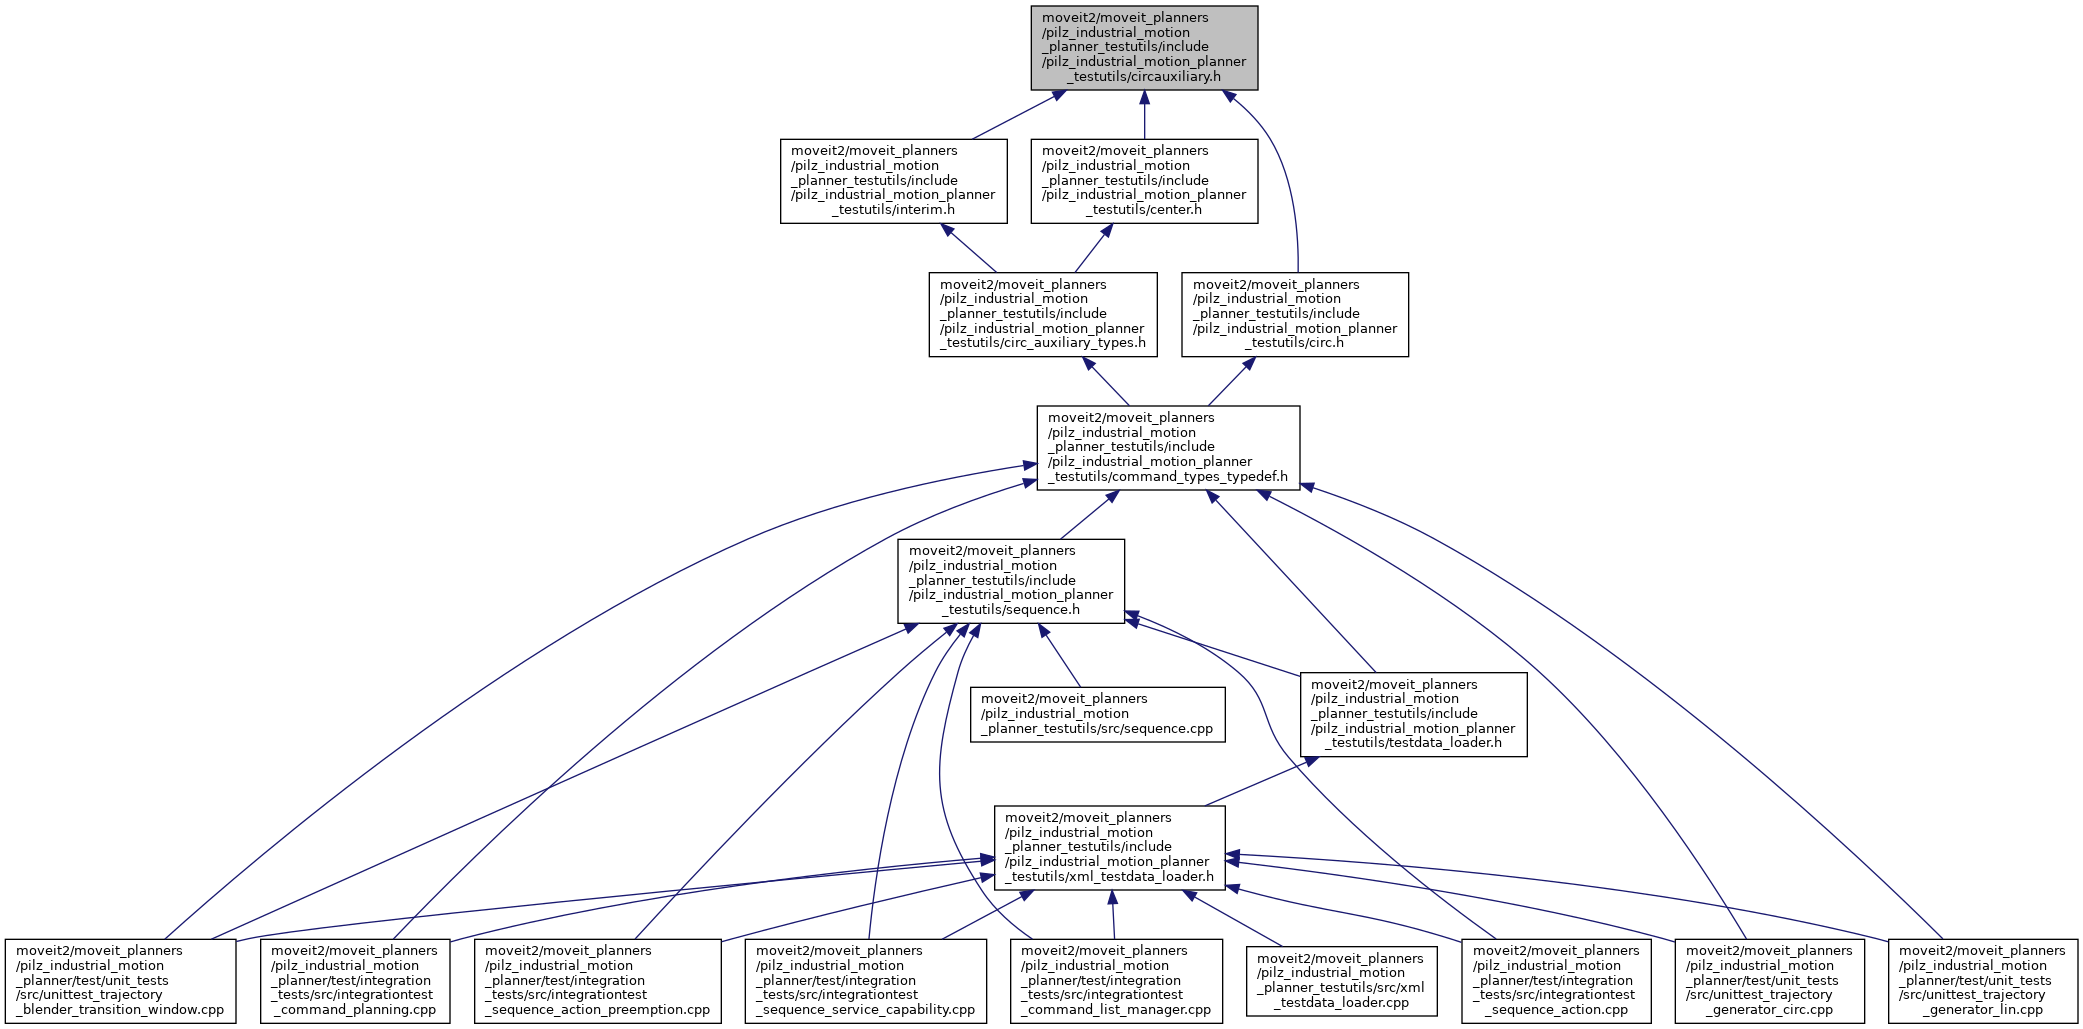 moveit2/moveit_planners
/pilz_industrial_motion
_planner_testutils/include
/pilz_industrial_motion_planner
_testutils/circauxiliary.h
moveit2/moveit_planners
/pilz_industrial_motion
_planner_testutils/include
/pilz_industrial_motion_planner
_testutils/interim.h
moveit2/moveit_planners
/pilz_industrial_motion
_planner_testutils/include
/pilz_industrial_motion_planner
_testutils/center.h
moveit2/moveit_planners
/pilz_industrial_motion
_planner_testutils/include
/pilz_industrial_motion_planner
_testutils/circ_auxiliary_types.h
moveit2/moveit_planners
/pilz_industrial_motion
_planner_testutils/include
/pilz_industrial_motion_planner
_testutils/circ.h
moveit2/moveit_planners
/pilz_industrial_motion
_planner_testutils/include
/pilz_industrial_motion_planner
_testutils/command_types_typedef.h
moveit2/moveit_planners
/pilz_industrial_motion
_planner_testutils/include
/pilz_industrial_motion_planner
_testutils/sequence.h
moveit2/moveit_planners
/pilz_industrial_motion
_planner_testutils/src/sequence.cpp
moveit2/moveit_planners
/pilz_industrial_motion
_planner_testutils/include
/pilz_industrial_motion_planner
_testutils/testdata_loader.h
moveit2/moveit_planners
/pilz_industrial_motion
_planner_testutils/include
/pilz_industrial_motion_planner
_testutils/xml_testdata_loader.h
moveit2/moveit_planners
/pilz_industrial_motion
_planner/test/unit_tests
/src/unittest_trajectory
_blender_transition_window.cpp
moveit2/moveit_planners
/pilz_industrial_motion
_planner/test/integration
_tests/src/integrationtest
_command_planning.cpp
moveit2/moveit_planners
/pilz_industrial_motion
_planner/test/integration
_tests/src/integrationtest
_sequence_action_preemption.cpp
moveit2/moveit_planners
/pilz_industrial_motion
_planner/test/integration
_tests/src/integrationtest
_sequence_service_capability.cpp
moveit2/moveit_planners
/pilz_industrial_motion
_planner/test/integration
_tests/src/integrationtest
_command_list_manager.cpp
moveit2/moveit_planners
/pilz_industrial_motion
_planner_testutils/src/xml
_testdata_loader.cpp
moveit2/moveit_planners
/pilz_industrial_motion
_planner/test/integration
_tests/src/integrationtest
_sequence_action.cpp
moveit2/moveit_planners
/pilz_industrial_motion
_planner/test/unit_tests
/src/unittest_trajectory
_generator_circ.cpp
moveit2/moveit_planners
/pilz_industrial_motion
_planner/test/unit_tests
/src/unittest_trajectory
_generator_lin.cpp